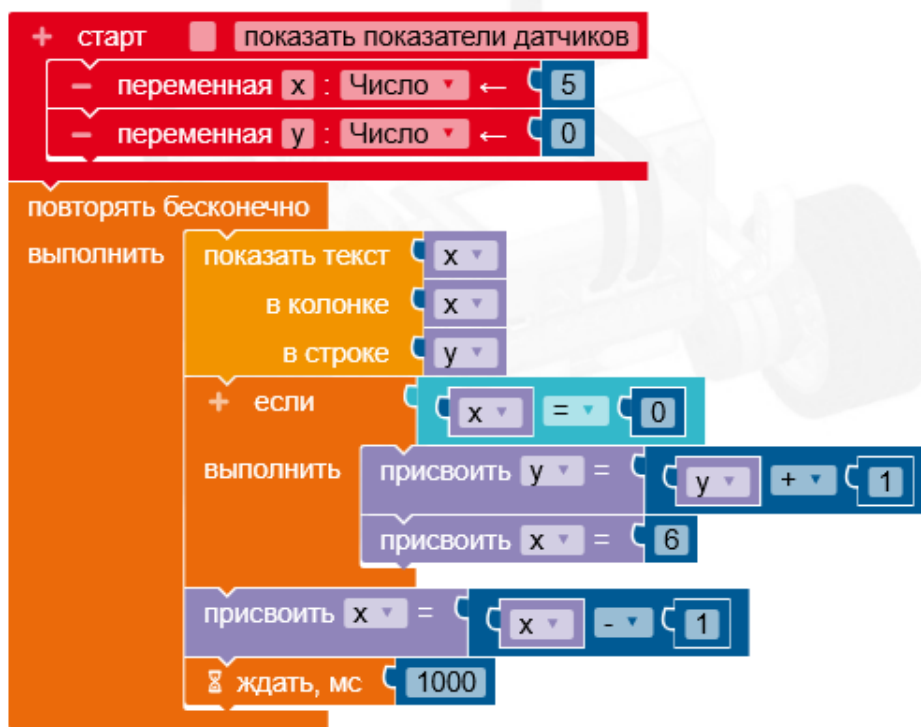 + старт показать показатели датчиков
− переменная x : Число ▾ ← 5
− переменная y : Число ▾ ← 0
повторять бесконечно
выполнить показать текст x ▾
в колонке x ▾
в строке y ▾
+ если x ▾ = ▾ 0
выполнить присвоить y ▾ = y ▾ + ▾ 1
присвоить x ▾ = 6
присвоить x ▾ = x ▾ - ▾ 1
ждать, мс 1000